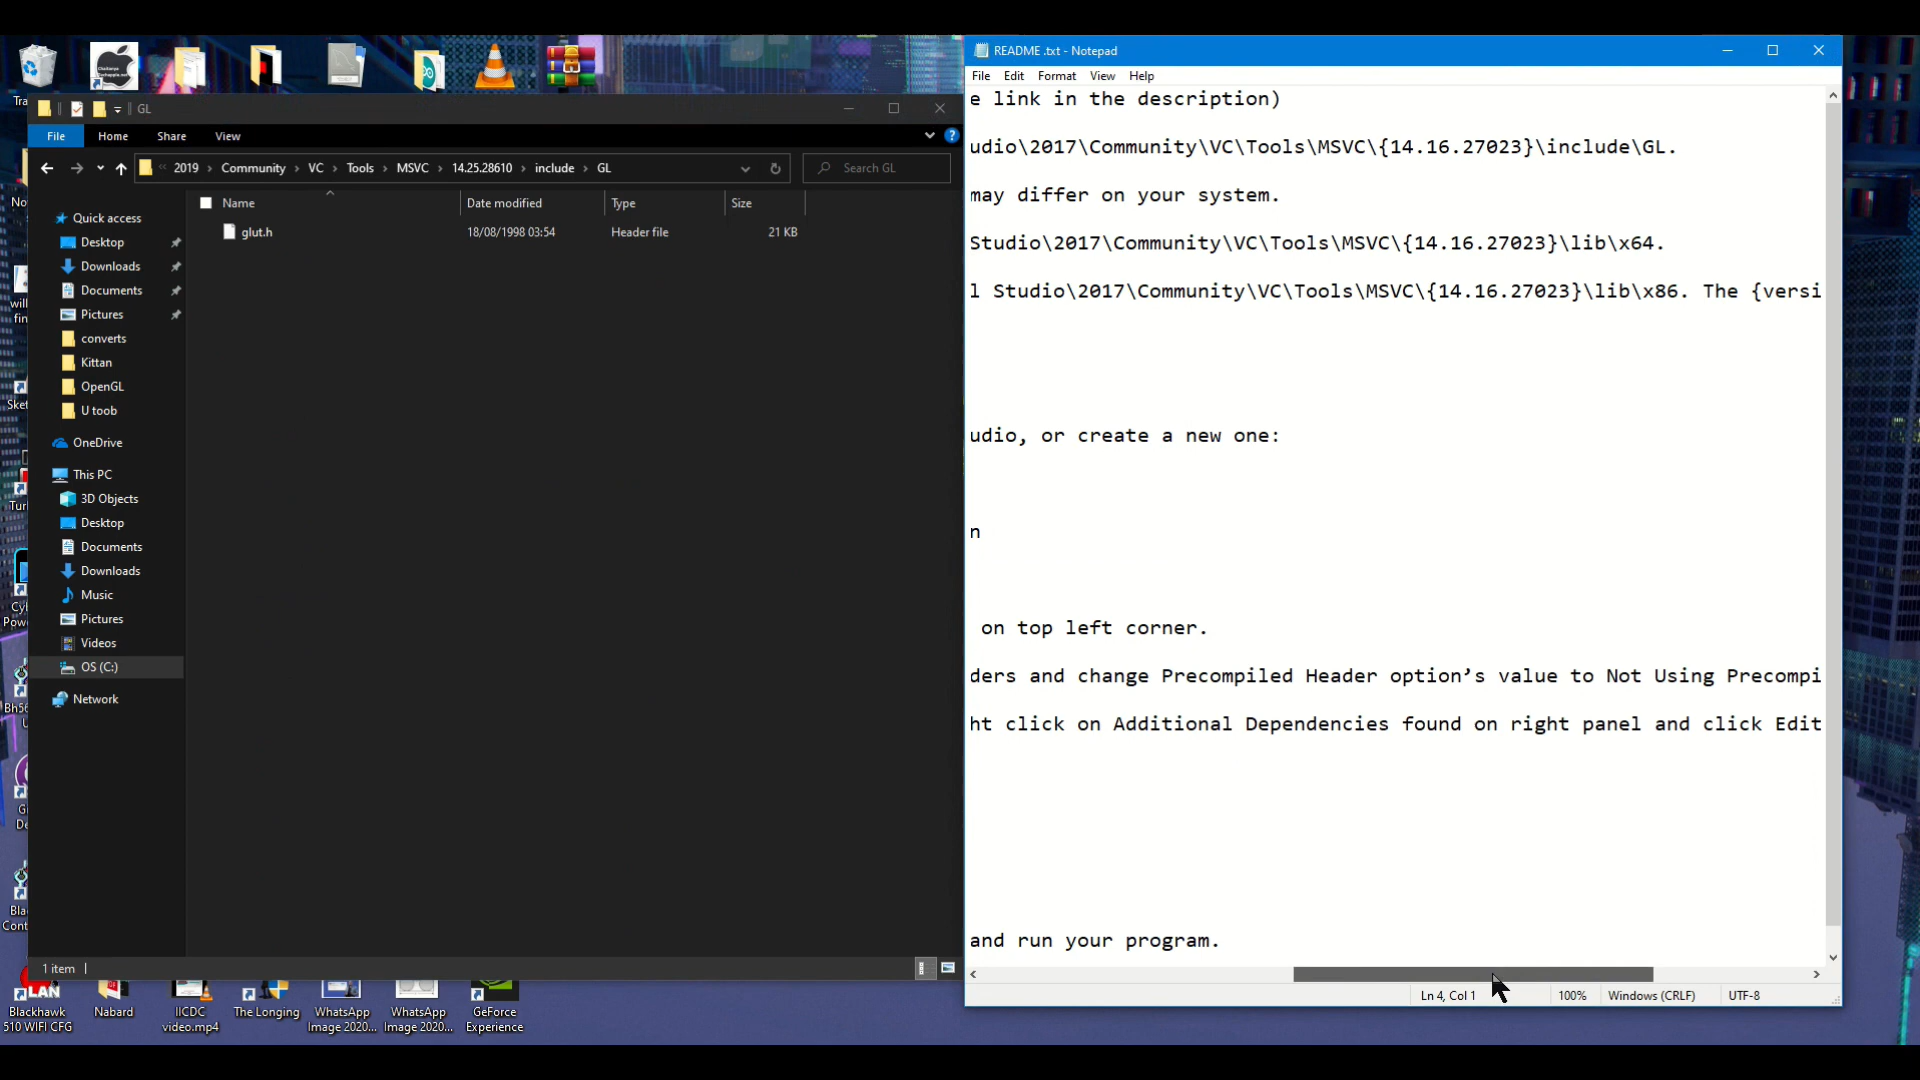 GL
File
Home
Share
View
2019 › Community › VC › Tools › MSVC › 14.25.28610 › include › GL
Search GL
Name
Date modified
Type
Size
glut.h
18/08/1998 03:54
Header file
21 KB
Quick access
Desktop
Downloads
Documents
Pictures
converts
Kittan
OpenGL
U toob
OneDrive
This PC
3D Objects
Desktop
Documents
Downloads
Music
Pictures
Videos
OS (C:)
Network
1 item
README .txt - Notepad
File Edit Format View Help
e link in the description)
udio\2017\Community\VC\Tools\MSVC\{14.16.27023}\include\GL.
may differ on your system.
Studio\2017\Community\VC\Tools\MSVC\{14.16.27023}\lib\x64.
l Studio\2017\Community\VC\Tools\MSVC\{14.16.27023}\lib\x86. The {versi
udio, or create a new one:
n
on top left corner.
ders and change Precompiled Header option’s value to Not Using Precompi
ht click on Additional Dependencies found on right panel and click Edit
and run your program.
Ln 4, Col 1
100%
Windows (CRLF)
UTF-8
LAN
Blackhawk
510 WIFI CFG
Nabard
IICDC
video.mp4
The Longing
WhatsApp
Image 2020...
WhatsApp
Image 2020...
GeForce
Experience